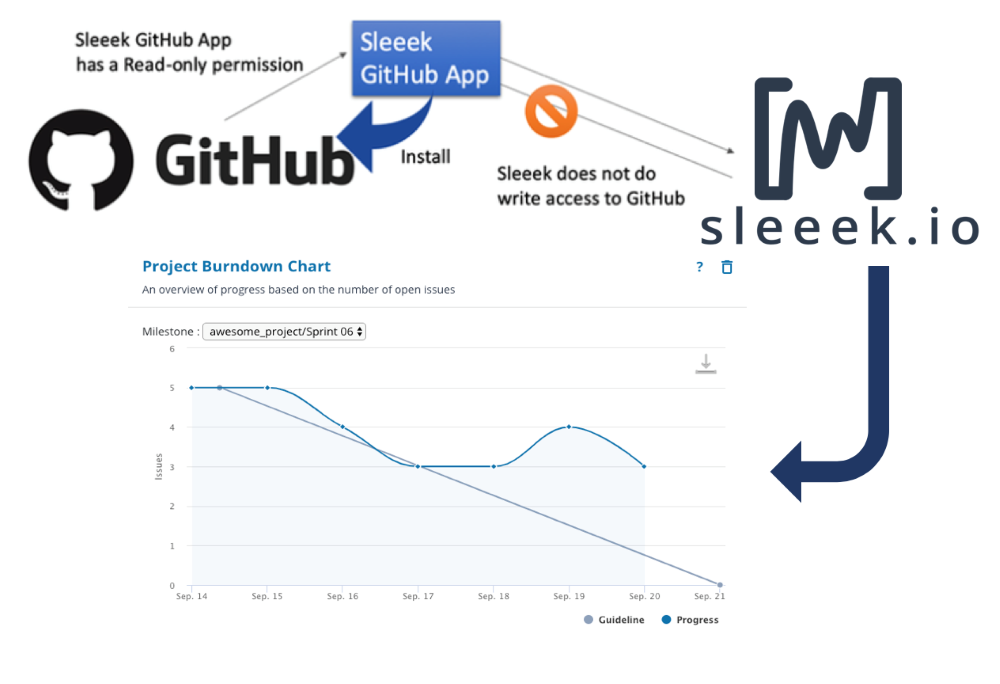 Sleeek GitHub App
has a Read-only permission
Sleeek
GitHub App
GitHub
Install
Sleeek does not do
write access to GitHub
sleeek.io
Project Burndown Chart
?
An overview of progress based on the number of open issues
Milestone : awesome_project/Sprint 06
6
5
4
3
2
1
0
Issues
Sep. 14 Sep. 15 Sep. 16 Sep. 17 Sep. 18 Sep. 19 Sep. 20 Sep. 21
Guideline Progress